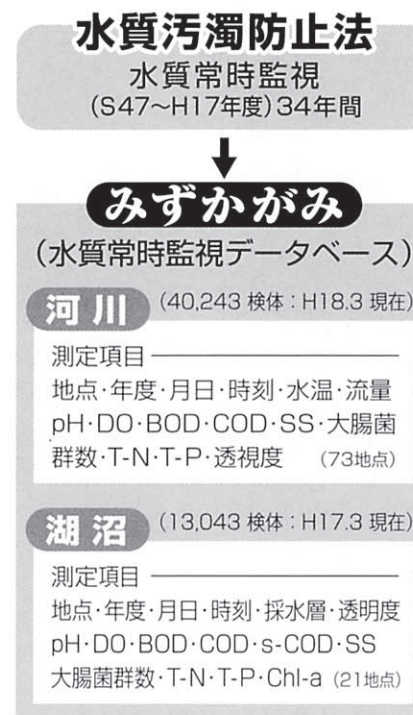 水質汚濁防止法
水質常時監視
(S47～H17年度)34年間
みずかがみ
(水質常時監視データベース)
河川 (40,243 検体：H18.3 現在)
測定項目
地点・年度・月日・時刻・水温・流量
pH・DO・BOD・COD・SS・大腸菌
群数・T-N・T-P・透視度 (73地点)
湖沼 (13,043 検体：H17.3 現在)
測定項目
地点・年度・月日・時刻・採水層・透明度
pH・DO・BOD・COD・s-COD・SS
大腸菌群数・T-N・T-P・Chl-a (21地点)